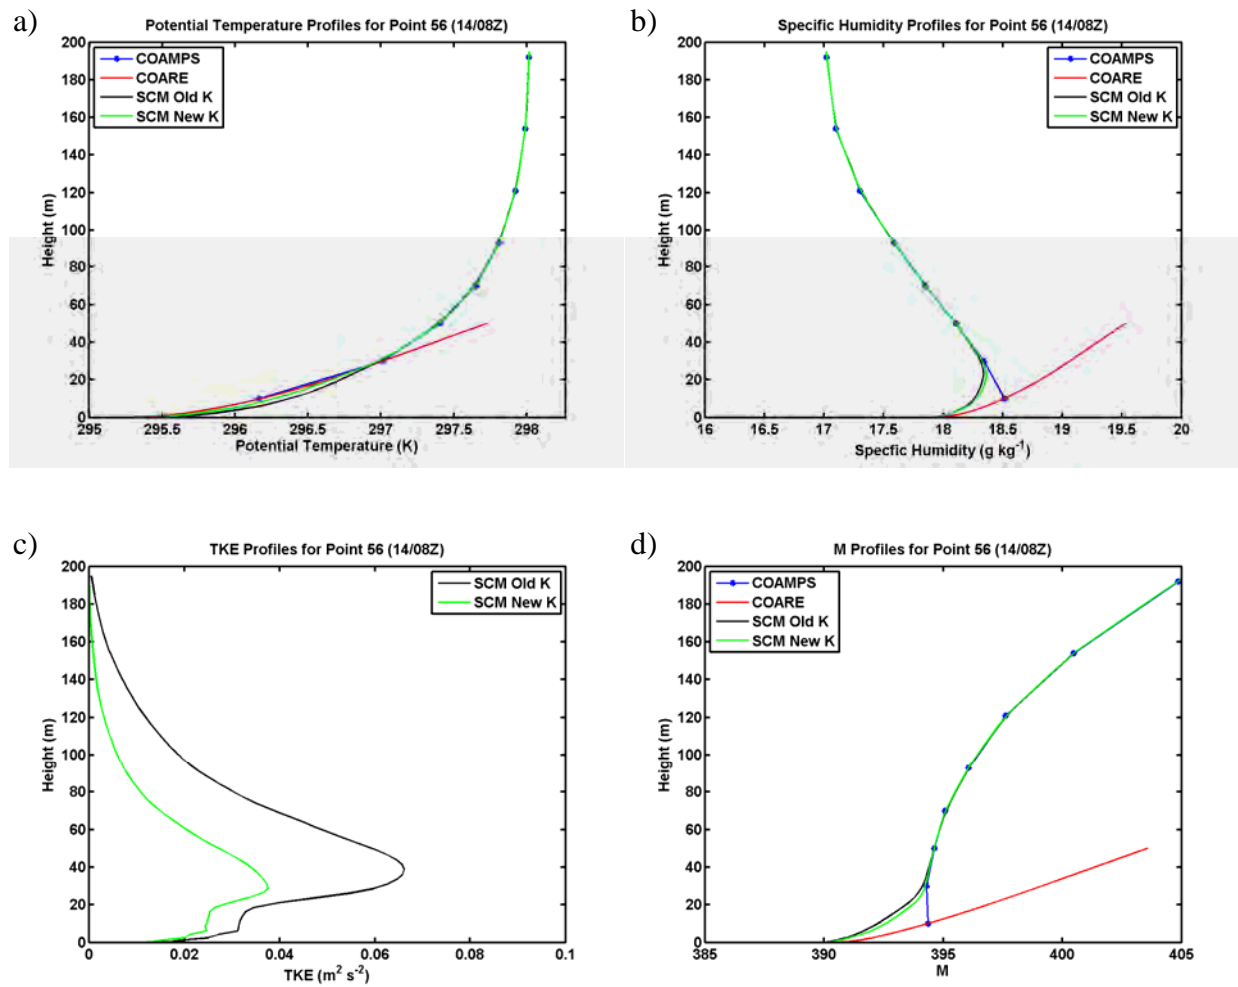 a)
Potential Temperature Profiles for Point 56 (14/08Z)
200
180
160
140
120
100
80
60
40
20
0
Height (m)
COAMPS
COARE
SCM Old K
SCM New K
295 295.5 296 296.5 297 297.5 298
Potential Temperature (K)
b)
Specific Humidity Profiles for Point 56 (14/08Z)
200
180
160
140
120
100
80
60
40
20
0
Height (m)
COAMPS
COARE
SCM Old K
SCM New K
16 16.5 17 17.5 18 18.5 19 19.5 20
Specfic Humidity (g kg-1)
c)
TKE Profiles for Point 56 (14/08Z)
200
180
160
140
120
100
80
60
40
20
0
Height (m)
SCM Old K
SCM New K
0 0.02 0.04 0.06 0.08 0.1
TKE (m2 s-2)
d)
M Profiles for Point 56 (14/08Z)
200
180
160
140
120
100
80
60
40
20
0
Height (m)
COAMPS
COARE
SCM Old K
SCM New K
385 390 395 400 405
M